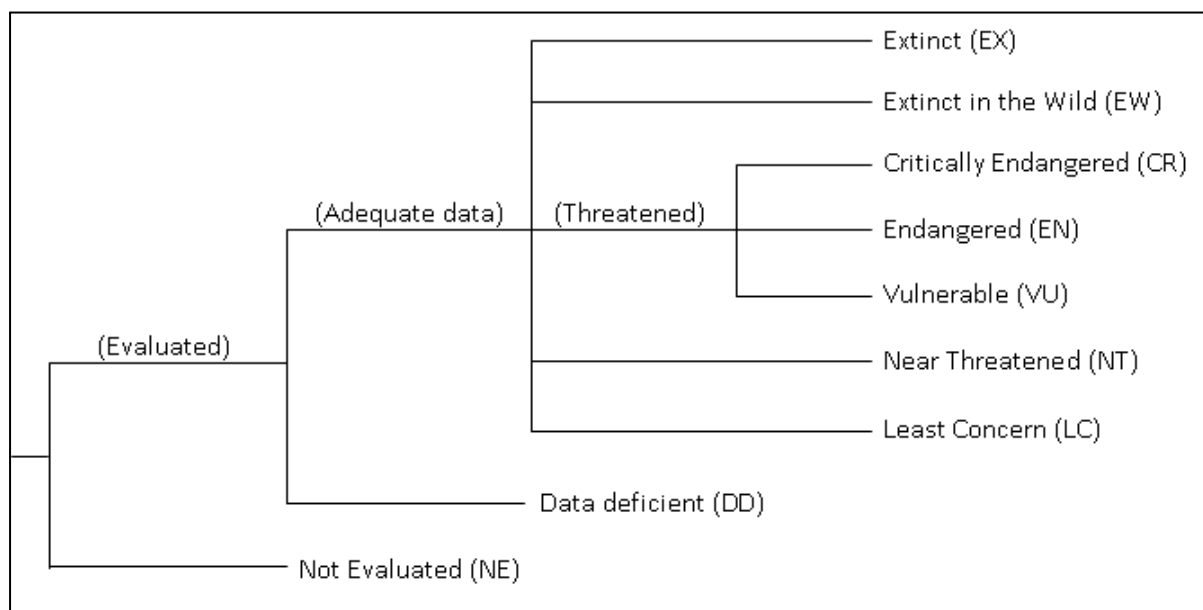 Extinct (EX)
Extinct in the Wild (EW)
Critically Endangered (CR)
(Adequate data)
(Threatened)
Endangered (EN)
Vulnerable (VU)
(Evaluated)
Near Threatened (NT)
Least Concern (LC)
Data deficient (DD)
Not Evaluated (NE)